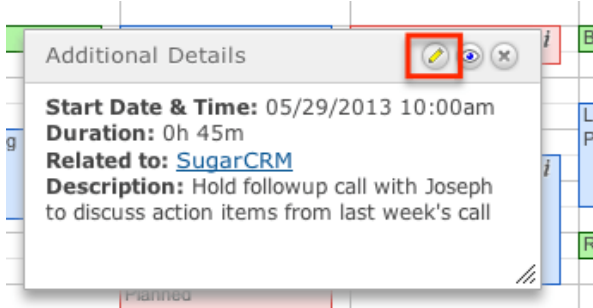 Additional Details
i
B
Start Date & Time: 05/29/2013 10:00am
Duration: 0h 45m
L
g
P
Related to: SugarCRM
i
Description: Hold followup call with Joseph
to discuss action items from last week's call
R
Planned